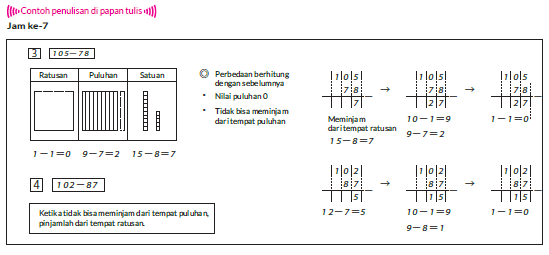 Contoh penulisan di papan tulis
Jam ke-7
3 105−78
Ratusan Puluhan Satuan
1−1=0 9−7=2 15−8=7
◎ Perbedaan berhitung
dengan sebelumnya
• Nilai puluhan 0
• Tidak bisa meminjam
dari tempat puluhan
1 0 5
7 8 −
7
Meminjam
dari tempat ratusan
15−8=7
→
1 0 5
7 8 −
2 7
10−1=9
9−7=2
→
1 0 5
7 8 −
2 7
1−1=0
4 102−87
Ketika tidak bisa meminjam dari tempat puluhan,
pinjamlah dari tempat ratusan.
1 0 2
8 7 −
5
12−7=5
→
1 0 2
8 7 −
1 5
10−1=9
9−8=1
→
1 0 2
8 7 −
1 5
1−1=0